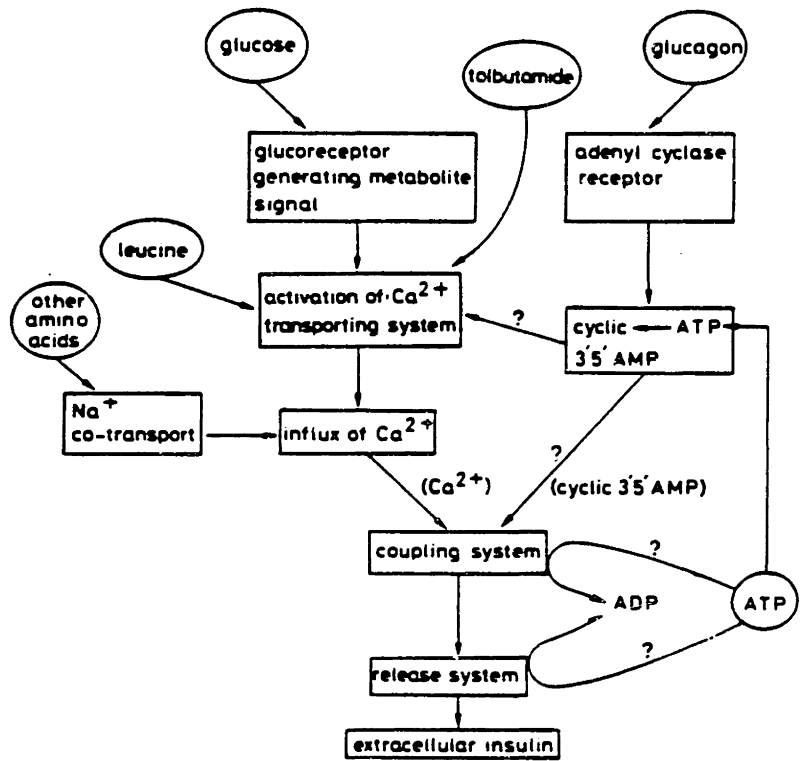 glucose
tolbutamide
glucagon
glucoreceptor
generating metabolite
signal
adenyl cyclase
receptor
leucine
other
amino
acids
activation of Ca2+
transporting system
?
cyclic ATP
3'5' AMP
Na+
co-transport
influx of Ca2+
?
(Ca2+)
(cyclic 3'5' AMP)
coupling system
?
ADP
ATP
?
release system
extracellular insulin